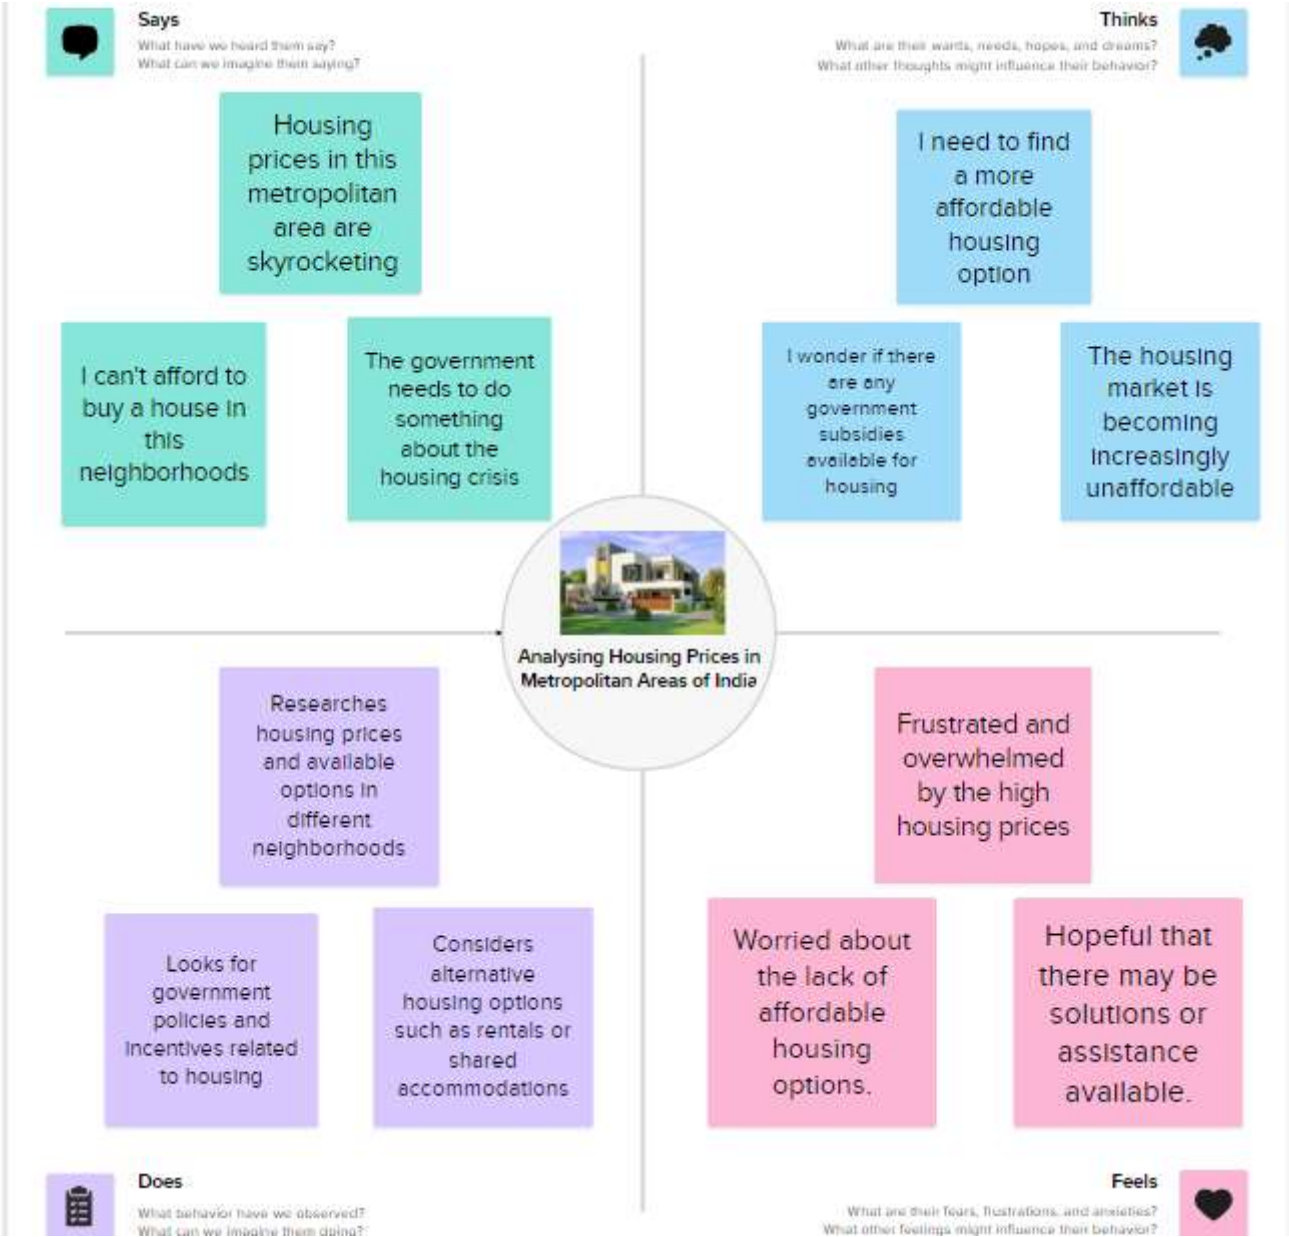 Says
What have we heard them say?
What can we imagine them saying?
Thinks
What are their wants, needs, hopes, and dreams?
What other thoughts might influence their behavior?
Housing
prices in this
metropolitan
area are
skyrocketing
I can't afford to
buy a house in
this
neighborhoods
The government
needs to do
something
about the
housing crisis
I need to find
a more
affordable
housing
option
I wonder if there
are any
government
subsidies
available for
housing
The housing
market is
becoming
increasingly
unaffordable
Analysing Housing Prices in
Metropolitan Areas of India
Researches
housing prices
and available
options in
different
neighborhoods
Looks for
government
policies and
incentives related
to housing
Considers
alternative
housing options
such as rentals or
shared
accommodations
Frustrated and
overwhelmed
by the high
housing prices
Worried about
the lack of
affordable
housing
options.
Hopeful that
there may be
solutions or
assistance
available.
Does
What behavior have we observed?
What can we imagine them doing?
Feels
What are their fears, frustrations, and anxieties?
What other feelings might influence their behavior?